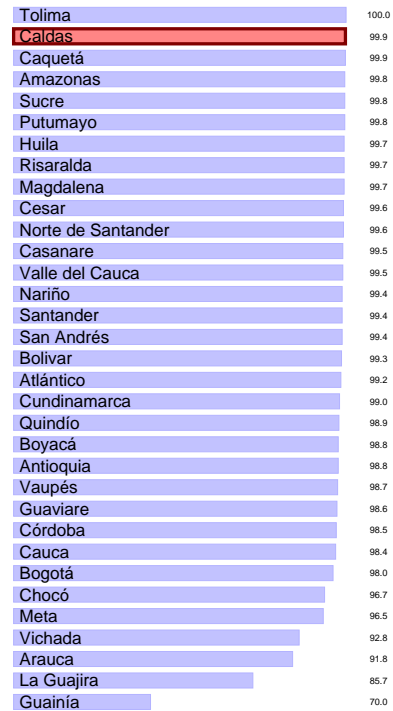 Tolima 100.0
Caldas 99.9
Caquetá 99.9
Amazonas 99.8
Sucre 99.8
Putumayo 99.8
Huila 99.7
Risaralda 99.7
Magdalena 99.7
Cesar 99.6
Norte de Santander 99.6
Casanare 99.5
Valle del Cauca 99.5
Nariño 99.4
Santander 99.4
San Andrés 99.4
Bolivar 99.3
Atlántico 99.2
Cundinamarca 99.0
Quindío 98.9
Boyacá 98.8
Antioquia 98.8
Vaupés 98.7
Guaviare 98.6
Córdoba 98.5
Cauca 98.4
Bogotá 98.0
Chocó 96.7
Meta 96.5
Vichada 92.8
Arauca 91.8
La Guajira 85.7
Guainía 70.0